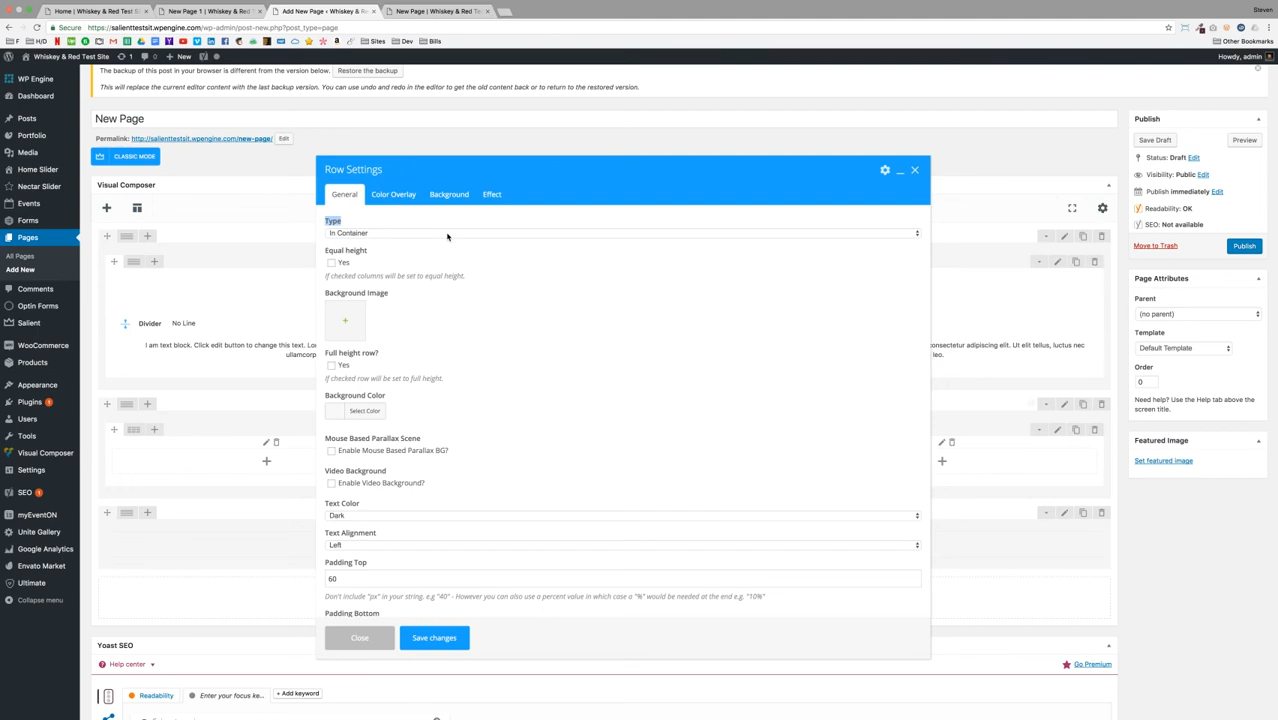 Home | Whiskey & Red Test S
New Page 1 | Whiskey & Red T
Add New Page ‹ Whiskey & Re
New Page | Whiskey & Red Te
Steven
Secure https://salienttestsit.wpengine.com/wp-admin/post-new.php?post_type=page
F H/D Sites Dev Bills Other Bookmarks
Whiskey & Red Test Site 1 0 New Howdy, admin
The backup of this post in your browser is different from the version below. Restore the backup
This will replace the current editor content with the last backup version. You can use undo and redo in the editor to get the old content back or to return to the restored version.
WP Engine
Dashboard
Posts
Portfolio
Media
Home Slider
Nectar Slider
Events
Forms
Pages
All Pages
Add New
Comments
Optin Forms
Salient
WooCommerce
Products
Appearance
Plugins 1
Users
Tools
Visual Composer
Settings
SEO 1
myEventON
Unite Gallery
Google Analytics
Envato Market
Ultimate
Collapse menu
New Page
Permalink: http://salienttestsit.wpengine.com/new-page/ Edit
CLASSIC MODE
Visual Composer
Divider No Line
I am text block. Click edit button to change this text. Lor
ullamcorp
consectetur adipiscing elit. Ut elit tellus, luctus nec
leo.
Row Settings
General Color Overlay Background Effect
Type
In Container
Equal height
Yes
If checked columns will be set to equal height.
Background Image
+
Full height row?
Yes
If checked row will be set to full height.
Background Color
Select Color
Mouse Based Parallax Scene
Enable Mouse Based Parallax BG?
Video Background
Enable Video Background?
Text Color
Dark
Text Alignment
Left
Padding Top
60
Don't include "px" in your string. e.g "40" - However you can also use a percent value in which case a "%" would be needed at the end e.g. "10%"
Padding Bottom
Close Save changes
Yoast SEO
Help center Go Premium
Readability Enter your focus ke... + Add keyword
Publish
Save Draft Preview
Status: Draft Edit
Visibility: Public Edit
Publish immediately Edit
Readability: OK
SEO: Not available
Move to Trash Publish
Page Attributes
Parent
(no parent)
Template
Default Template
Order
0
Need help? Use the Help tab above the
screen title.
Featured Image
Set featured image